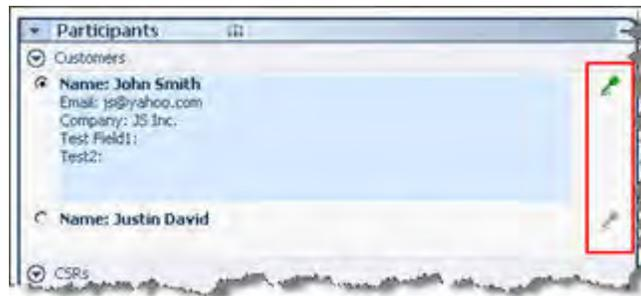 Participants
Customers
Name: John Smith
Email: js@yahoo.com
Company: JS Inc.
Test Field1:
Test2:
Name: Justin David
CSRs